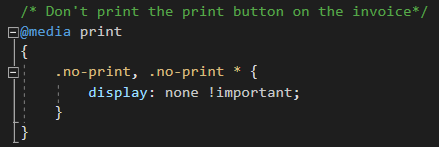 /* Don't print the print button on the invoice*/
@media print
{
.no-print, .no-print * {
display: none !important;
}
}